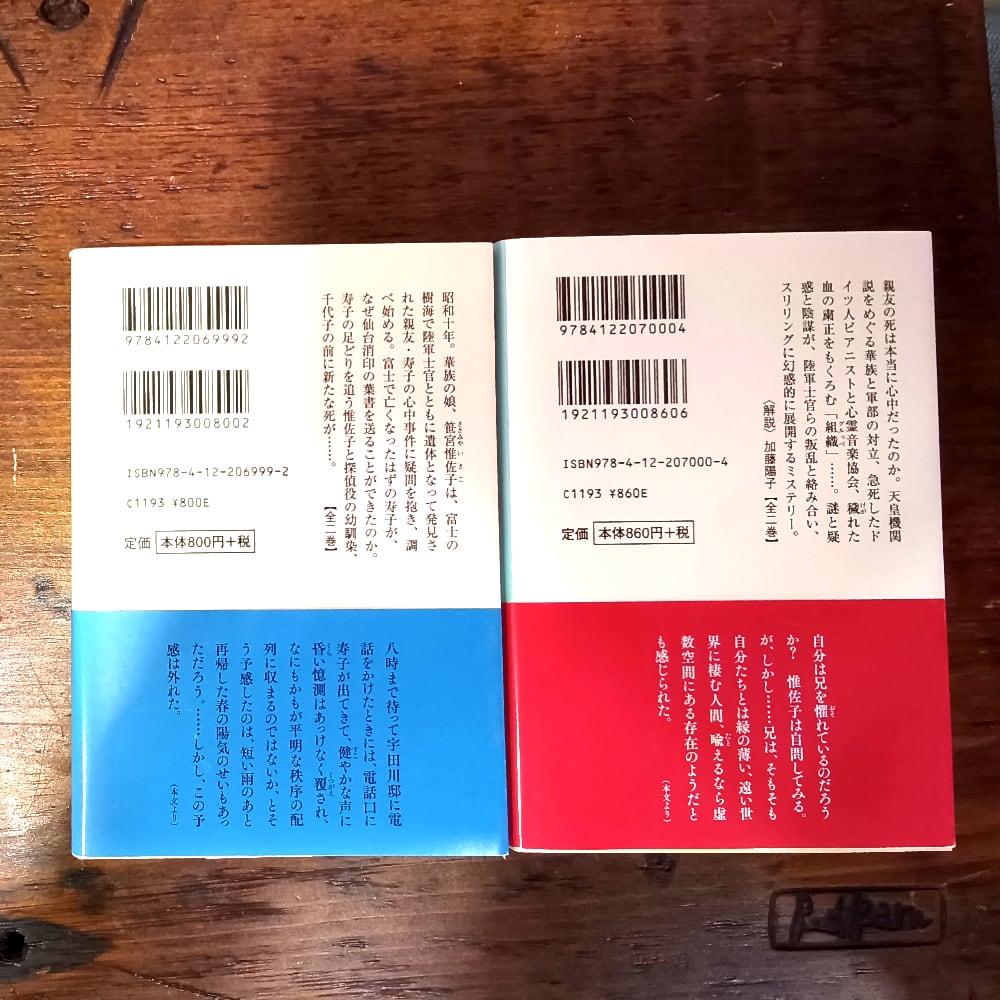 9784122069992
1921193008002
ISBN978-4-12-206999-2
C1193 ¥800E
定価 本体800円+税
昭和十年。華族の娘、笹宮惟佐子は、富士の
樹海で陸軍士官とともに遺体となって発見さ
れた親友・寿子の心中事件に疑問を抱き、調
べ始める。富士で亡くなったはずの寿子が、
なぜ仙台消印の葉書を送ることができたのか。
寿子の足どりを追う惟佐子と探偵役の幼馴染、
千代子の前に新たな死が……。
【全二巻】
八時まで待って宇田川邸に電
話をかけたときには、電話口に
寿子が出てきて、健やかな声に
昏い憶測はあっけなく覆され、
なにもかもが平明な秩序の配
列に収まるのではないか、とそ
う予感したのは、短い雨のあと
再帰した春の陽気のせいもあっ
ただろう。……しかし、この予
感は外れた。
(本文より)
9784122070004
1921193008606
ISBN978-4-12-207000-4
C1193 ¥860E
定価 本体860円+税
親友の死は本当に心中だったのか。天皇機関
説をめぐる華族と軍部の対立、急死したド
イツ人ピアニストと心霊音楽協会、穢れた
血の粛正をもくろむ「組織」……。謎と疑
惑と陰謀が、陸軍士官らの叛乱と絡み合い、
スリリングに幻惑的に展開するミステリー。
〈解説〉加藤陽子【全二巻】
自分は兄を懼れているのだろう
か? 惟佐子は自問してみる。
が、しかし……兄は、そもそも
自分たちとは縁の薄い、遠い世
界に棲む人間、喩えるなら虚
数空間にある存在のようだと
も感じられた。
(本文より)